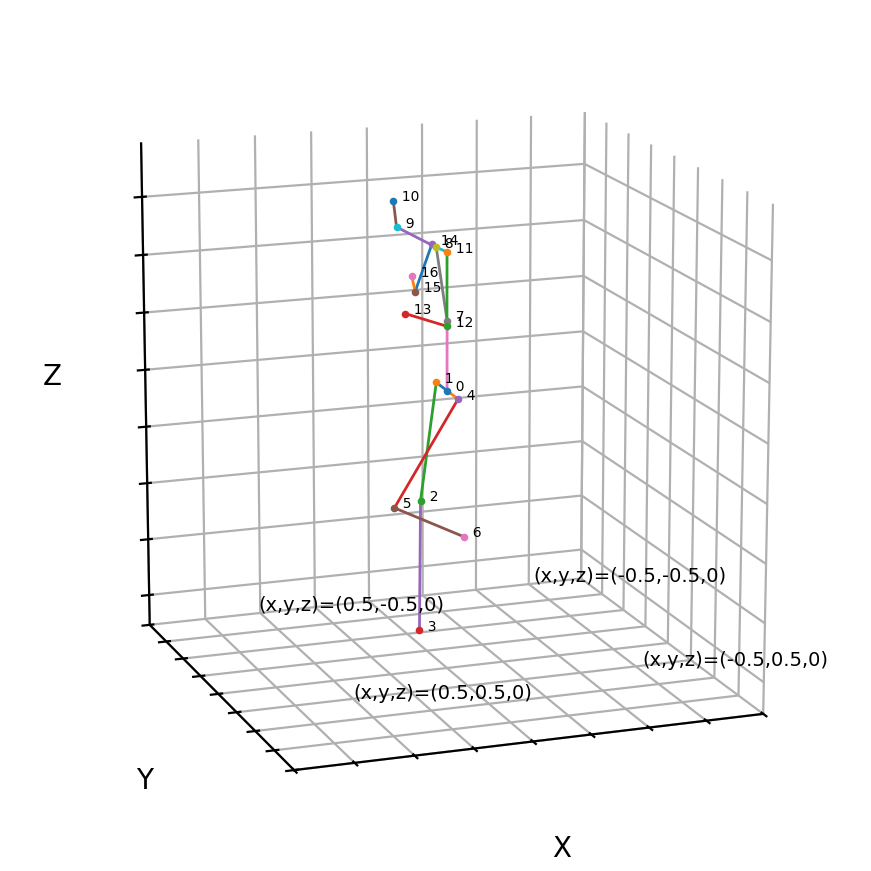 10
9
14
8
11
16
15
13
7
12
1
0
4
2
5
6
(x,y,z)=(-0.5,-0.5,0)
(x,y,z)=(0.5,-0.5,0)
3
(x,y,z)=(-0.5,0.5,0)
(x,y,z)=(0.5,0.5,0)
Z
Y
X